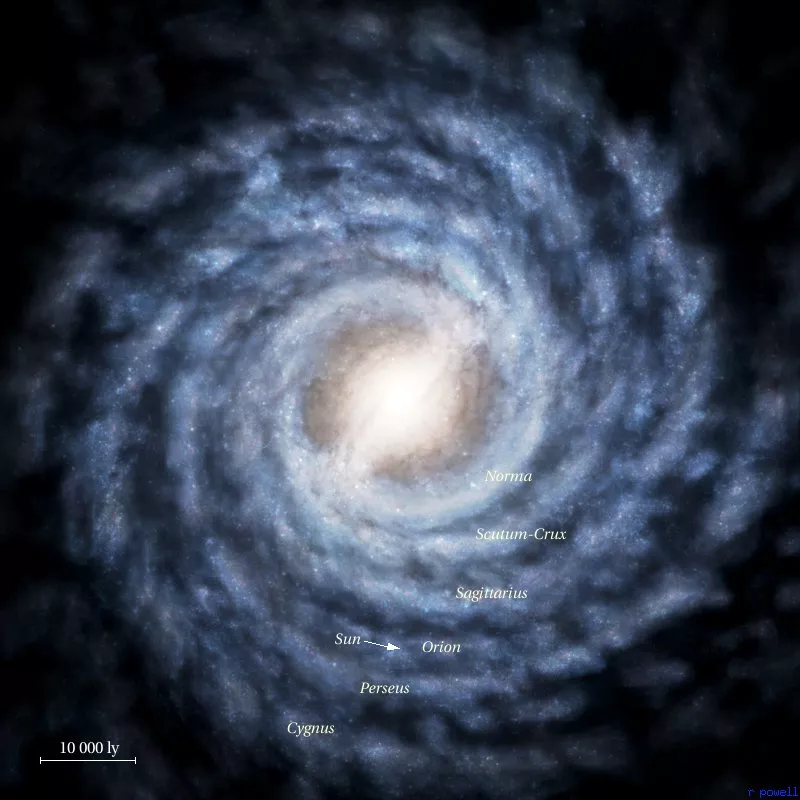 Norma
Scutum-Crux
Sagittarius
Sun
Orion
Perseus
Cygnus
10 000 ly
r powell